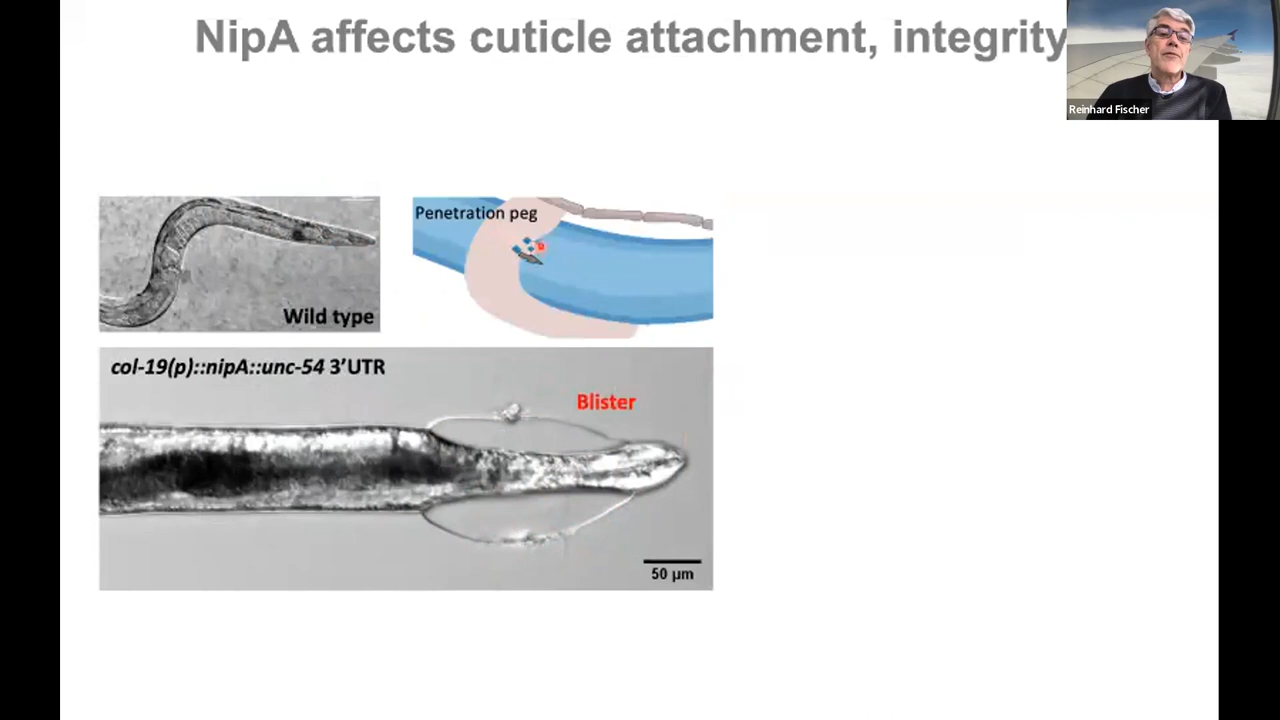 NipA affects cuticle attachment, integrity
Reinhard Fischer
Penetration peg
Wild type
col-19(p)::nipA::unc-54 3’UTR
Blister
50 µm